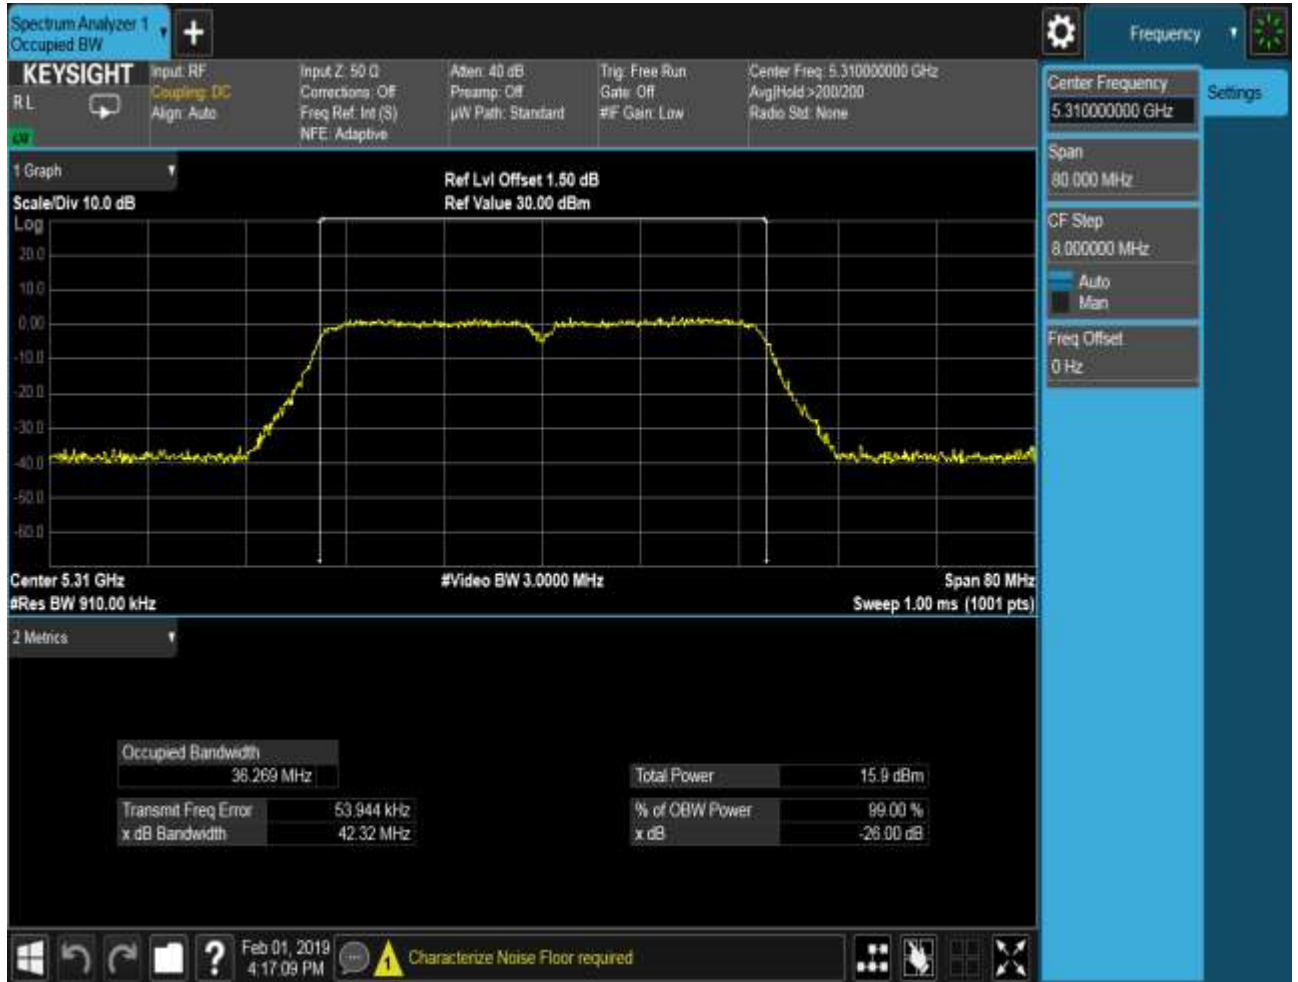 Spectrum Analyzer 1
Occupied BW
Frequency
KEYSIGHT
R L
Input: RF
Coupling: DC
Align: Auto
Input Z: 50 Ω
Corrections: Off
Freq Ref: Int (S)
NFE: Adaptive
Atten: 40 dB
Preamp: Off
µW Path: Standard
Trig: Free Run
Gate: Off
#IF Gain: Low
Center Freq: 5.310000000 GHz
Avg|Hold:>200/200
Radio Std: None
Center Frequency
5.310000000 GHz
Settings
Span
80.000 MHz
CF Step
8.000000 MHz
Auto
Man
Freq Offset
0 Hz
1 Graph
Scale/Div 10.0 dB
Ref Lvl Offset 1.50 dB
Ref Value 30.00 dBm
Log
20.0
10.0
0.00
-10.0
-20.0
-30.0
-40.0
-50.0
-60.0
Center 5.31 GHz
#Video BW 3.0000 MHz
Span 80 MHz
#Res BW 910.00 kHz
Sweep 1.00 ms (1001 pts)
2 Metrics
Occupied Bandwidth
36.269 MHz
Total Power 15.9 dBm
Transmit Freq Error 53.944 kHz
% of OBW Power 99.00 %
x dB Bandwidth 42.32 MHz
x dB -26.00 dB
?
Feb 01, 2019
4:17:09 PM
1
Characterize Noise Floor required